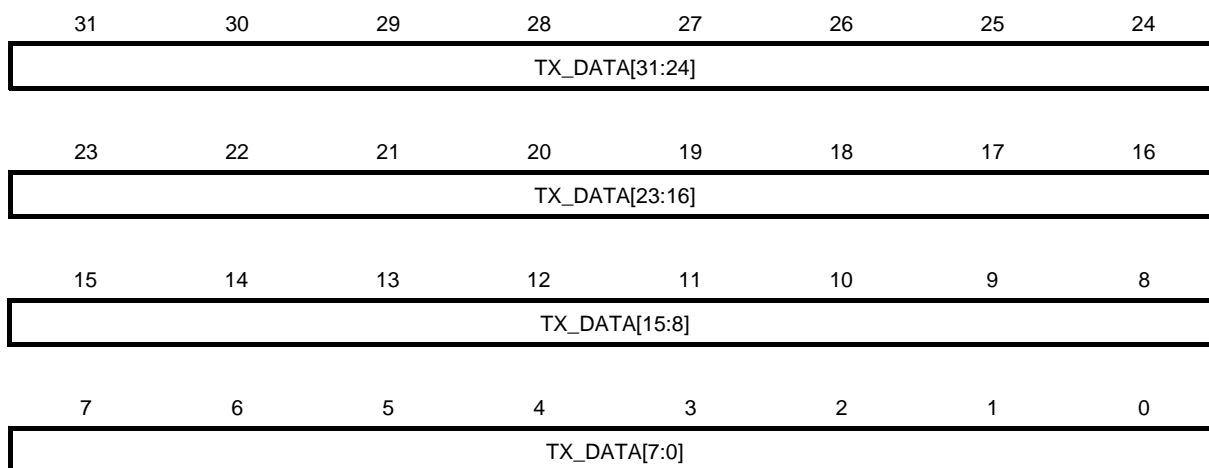 31 30 29 28 27 26 25 24
TX_DATA[31:24]
23 22 21 20 19 18 17 16
TX_DATA[23:16]
15 14 13 12 11 10 9 8
TX_DATA[15:8]
7 6 5 4 3 2 1 0
TX_DATA[7:0]